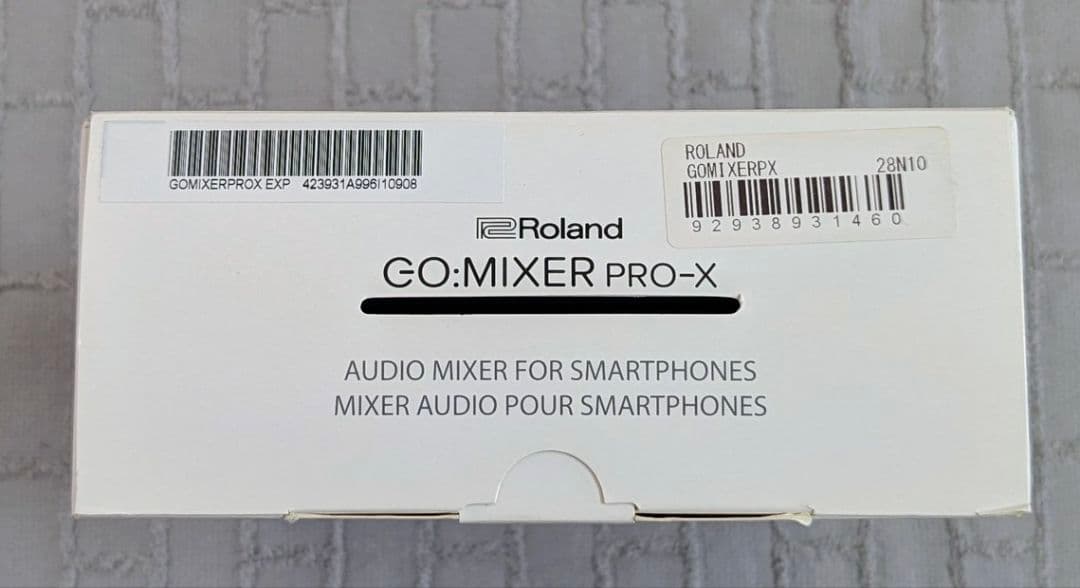 GOMIXERPROX EXP 423931A996I10908
ROLAND
GOMIXERPX 28N10
92938931460
Roland
GO:MIXER PRO-X
AUDIO MIXER FOR SMARTPHONES
MIXER AUDIO POUR SMARTPHONES